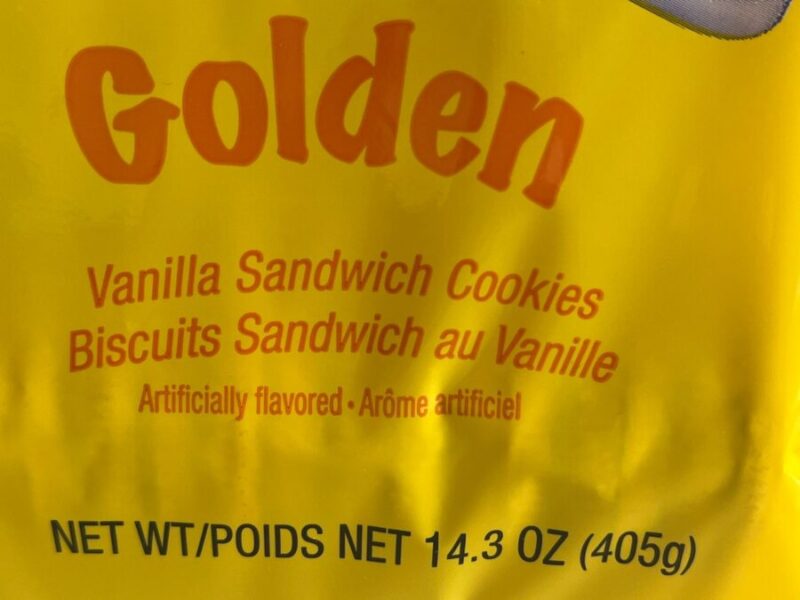 Golden
Vanilla Sandwich Cookies
Biscuits Sandwich au Vanille
Artificially flavored • Arôme artificiel
NET WT/POIDS NET 14.3 OZ (405g)